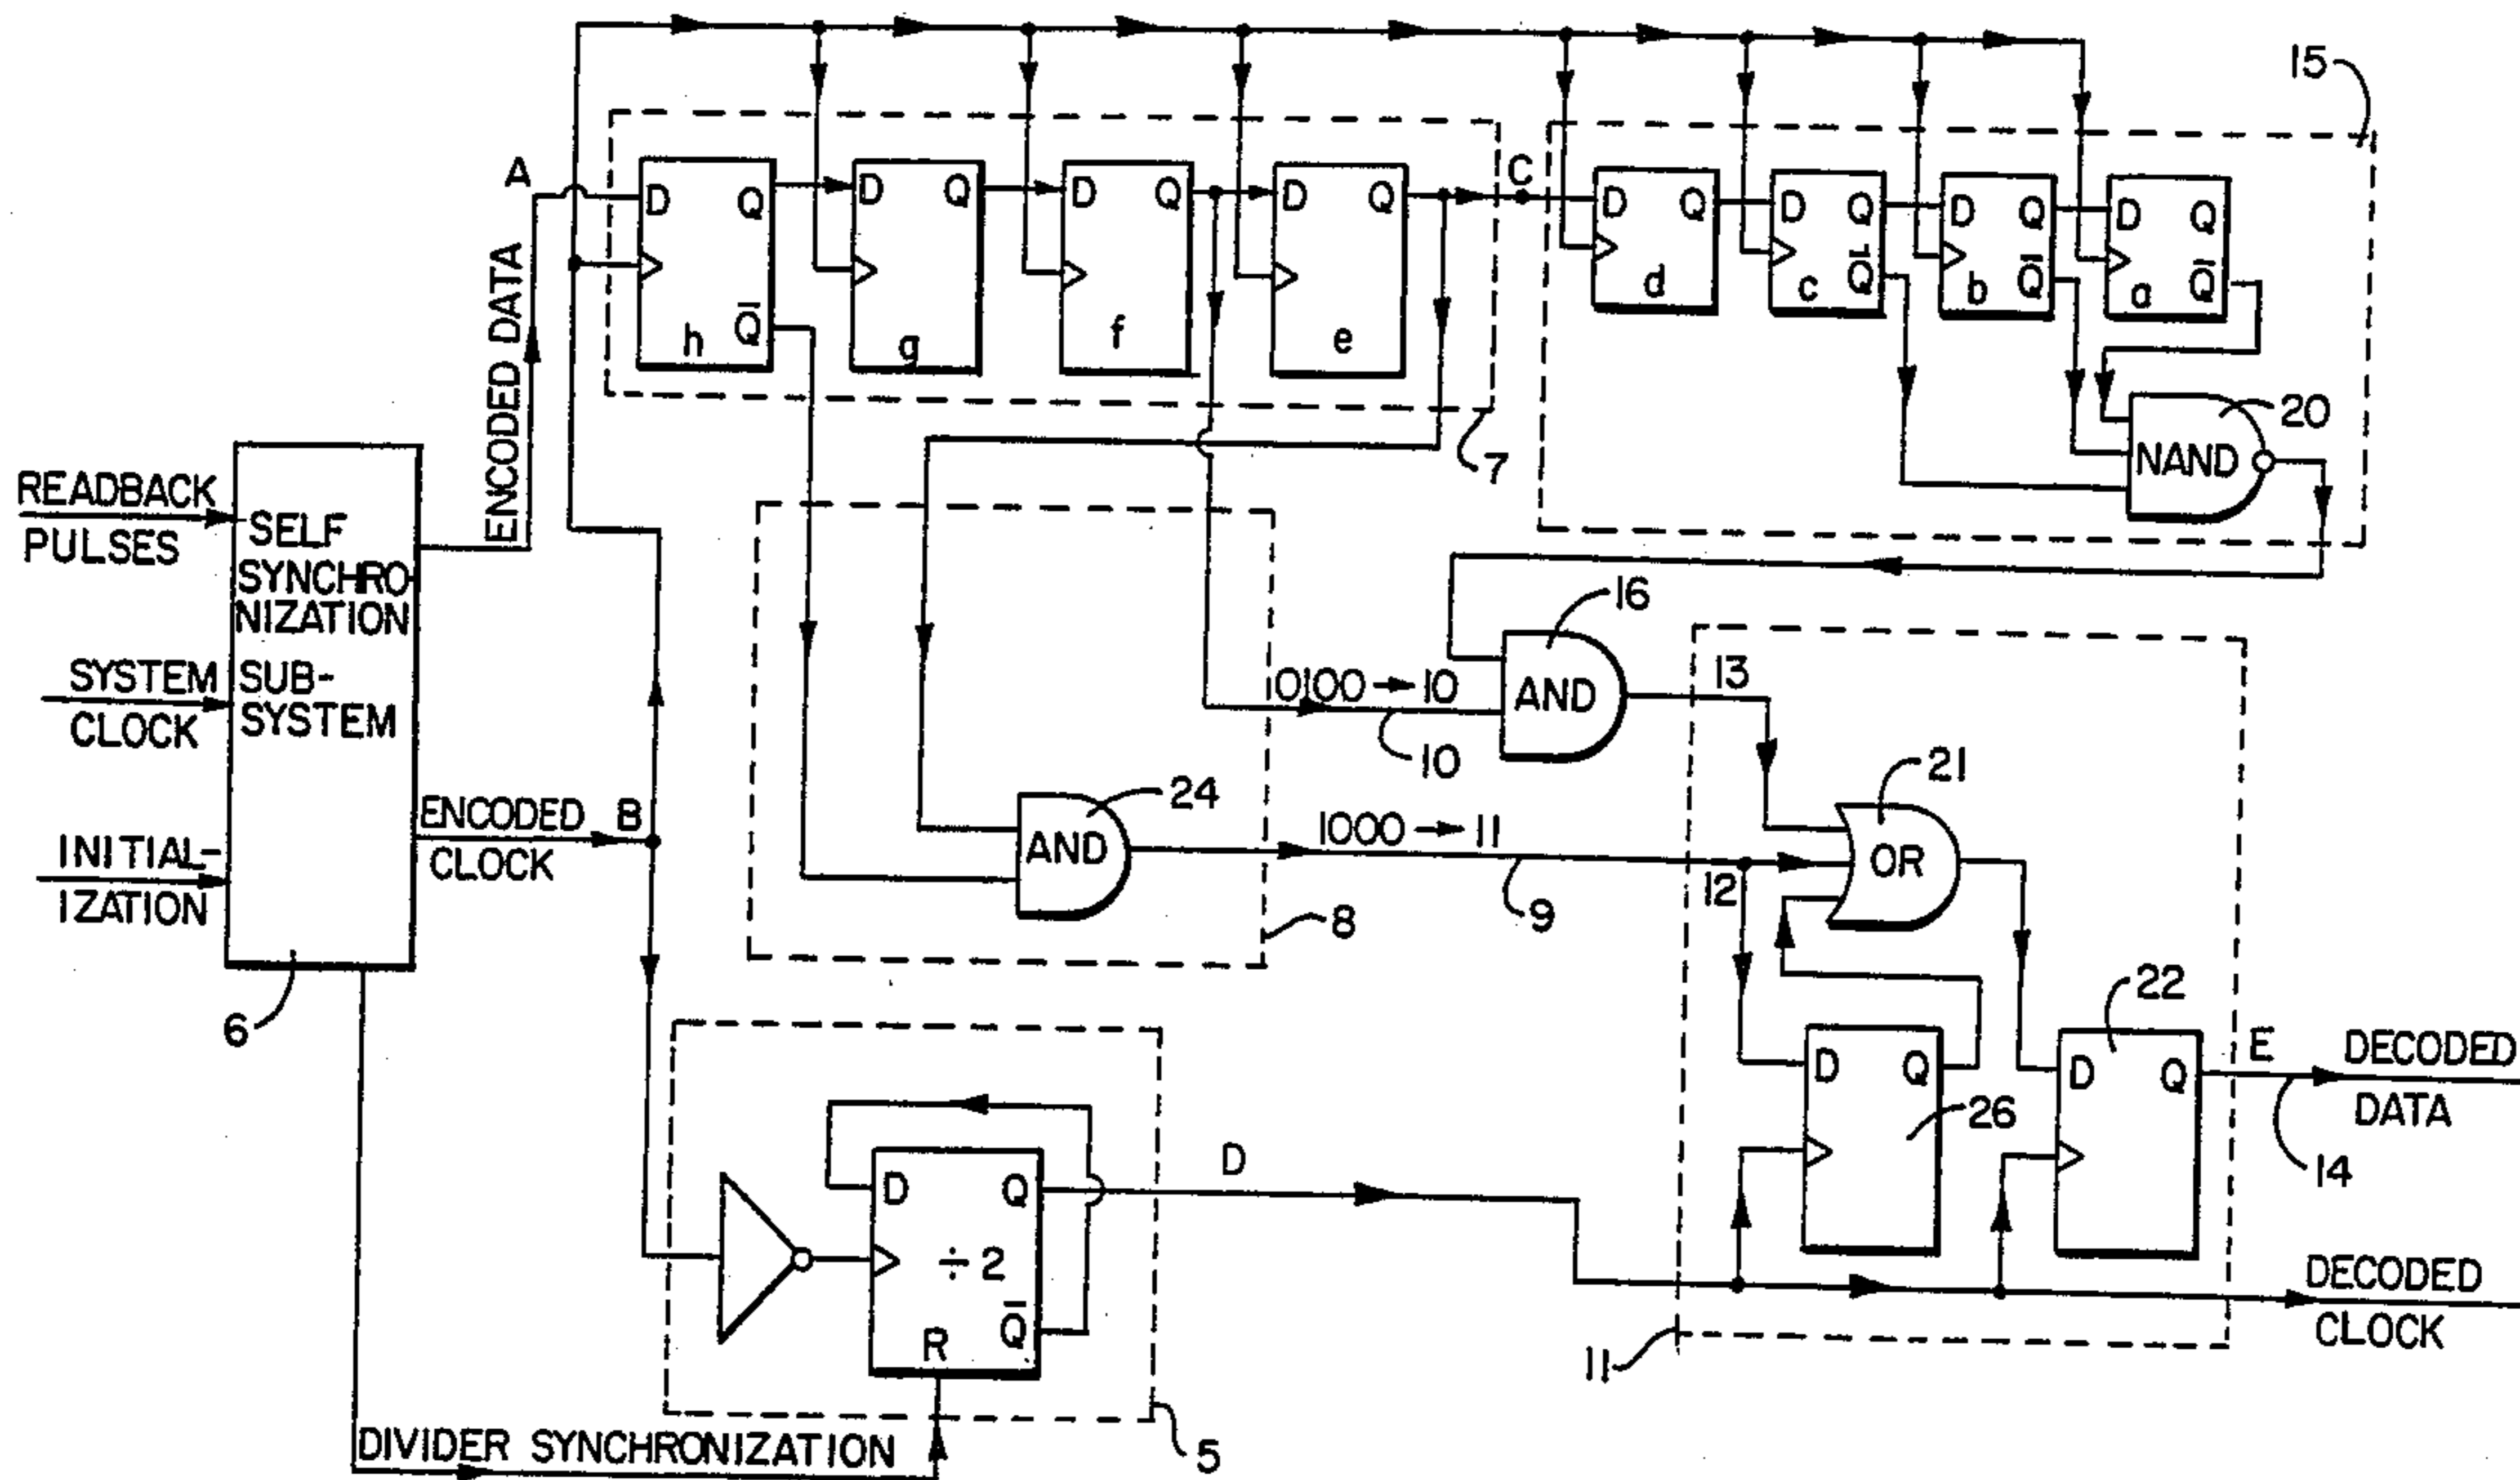 15
A
C
D Q
D Q
D Q
D Q
D Q
D Q
D Q
D Q
h Q̅
g
f
e
d
c Q̅
b Q̅
a Q̅
ENCODED DATA
20
NAND
7
READBACK
PULSES
SELF
SYNCHRO-
NIZATION
SUB-
SYSTEM
SYSTEM
CLOCK
INITIAL-
IZATION
6
16
0100 → 10
AND
10
13
ENCODED B
CLOCK
24
AND
1000 → 11
9
8
12
21
OR
22
D Q
26
D Q
E
DECODED
DATA
14
D
D Q
÷2
R Q̅
5
11
DECODED
CLOCK
DIVIDER SYNCHRONIZATION